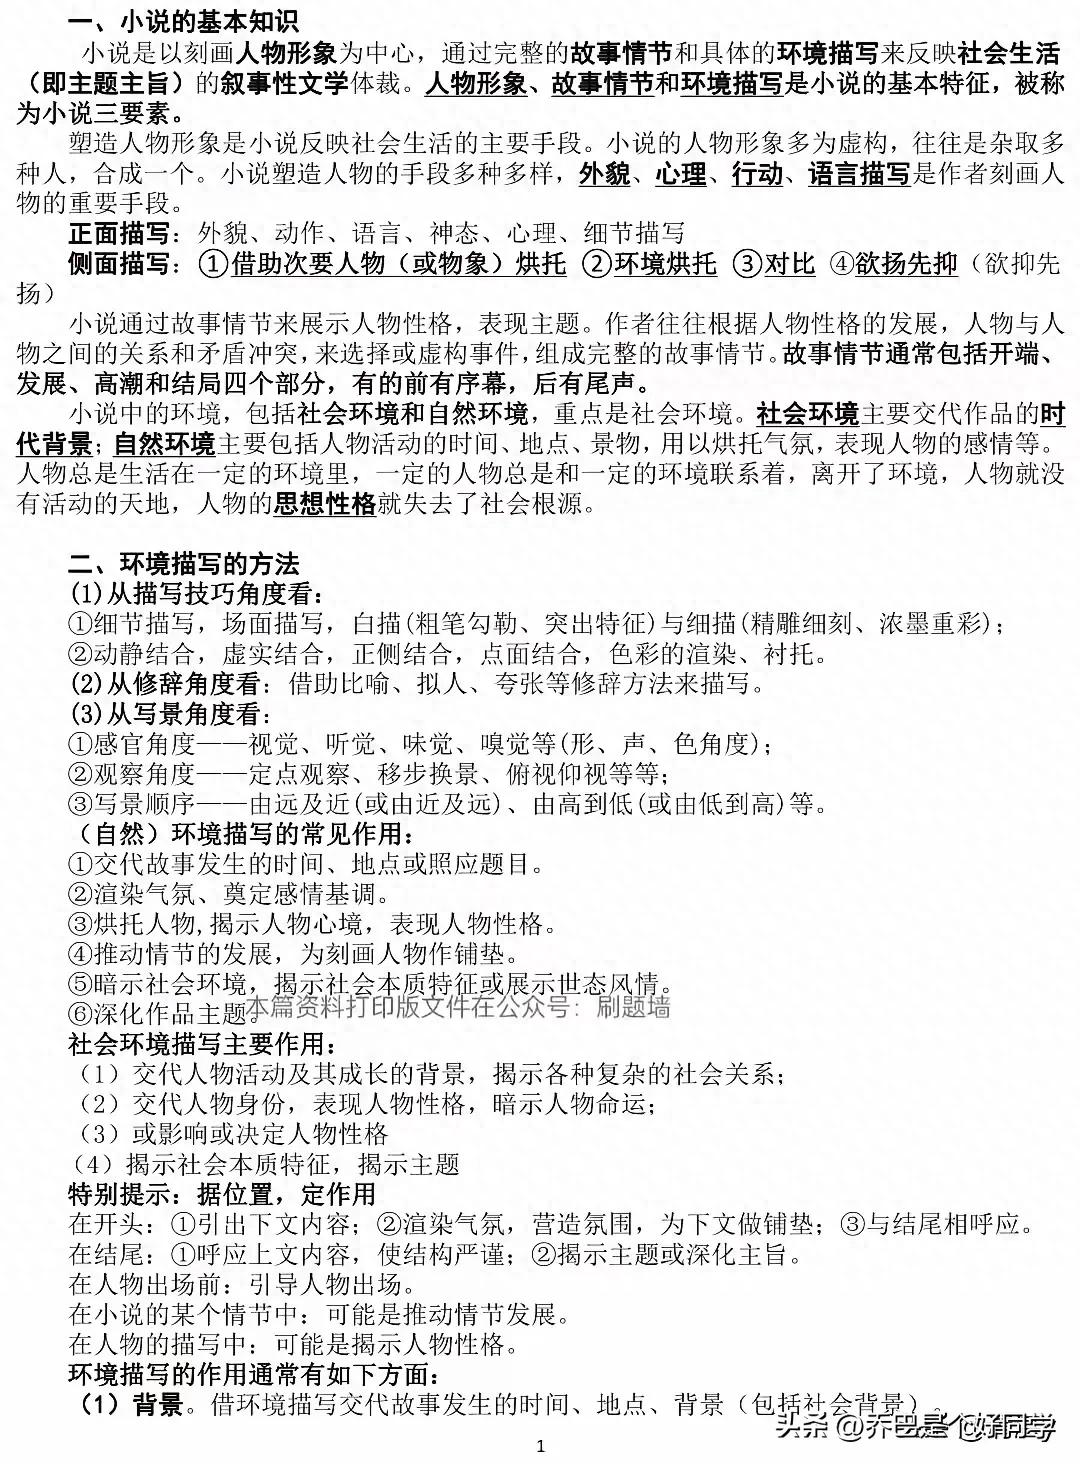 一、小说的基本知识
小说是以刻画人物形象为中心，通过完整的故事情节和具体的环境描写来反映社会生活
（即主题主旨）的叙事性文学体裁。人物形象、故事情节和环境描写是小说的基本特征，被称
为小说三要素。
塑造人物形象是小说反映社会生活的主要手段。小说的人物形象多为虚构，往往是杂取多
种人，合成一个。小说塑造人物的手段多种多样，外貌、心理、行动、语言描写是作者刻画人
物的重要手段。
正面描写：外貌、动作、语言、神态、心理、细节描写
侧面描写：①借助次要人物（或物象）烘托 ②环境烘托 ③对比 ④欲扬先抑（欲抑先
扬）
小说通过故事情节来展示人物性格，表现主题。作者往往根据人物性格的发展，人物与人
物之间的关系和矛盾冲突，来选择或虚构事件，组成完整的故事情节。故事情节通常包括开端、
发展、高潮和结局四个部分，有的前有序幕，后有尾声。
小说中的环境，包括社会环境和自然环境，重点是社会环境。社会环境主要交代作品的时
代背景；自然环境主要包括人物活动的时间、地点、景物，用以烘托气氛，表现人物的感情等。
人物总是生活在一定的环境里，一定的人物总是和一定的环境联系着，离开了环境，人物就没
有活动的天地，人物的思想性格就失去了社会根源。
二、环境描写的方法
(1)从描写技巧角度看：
①细节描写，场面描写，白描(粗笔勾勒、突出特征)与细描(精雕细刻、浓墨重彩)；
②动静结合，虚实结合，正侧结合，点面结合，色彩的渲染、衬托。
(2)从修辞角度看：借助比喻、拟人、夸张等修辞方法来描写。
(3)从写景角度看：
①感官角度——视觉、听觉、味觉、嗅觉等(形、声、色角度)；
②观察角度——定点观察、移步换景、俯视仰视等等；
③写景顺序——由远及近(或由近及远)、由高到低(或由低到高)等。
（自然）环境描写的常见作用：
①交代故事发生的时间、地点或照应题目。
②渲染气氛、奠定感情基调。
③烘托人物,揭示人物心境，表现人物性格。
④推动情节的发展，为刻画人物作铺垫。
⑤暗示社会环境，揭示社会本质特征或展示世态风情。
⑥深化作品主题。
本篇资料打印版文件在公众号：刷题墙
社会环境描写主要作用：
（1）交代人物活动及其成长的背景，揭示各种复杂的社会关系；
（2）交代人物身份，表现人物性格，暗示人物命运；
（3）或影响或决定人物性格
（4）揭示社会本质特征，揭示主题
特别提示：据位置，定作用
在开头：①引出下文内容；②渲染气氛，营造氛围，为下文做铺垫；③与结尾相呼应。
在结尾：①呼应上文内容，使结构严谨；②揭示主题或深化主旨。
在人物出场前：引导人物出场。
在小说的某个情节中：可能是推动情节发展。
在人物的描写中：可能是揭示人物性格。
环境描写的作用通常有如下方面：
（1）背景。借环境描写交代故事发生的时间、地点、背景（包括社会背景）。
头条 @乔巴是个好同学
1